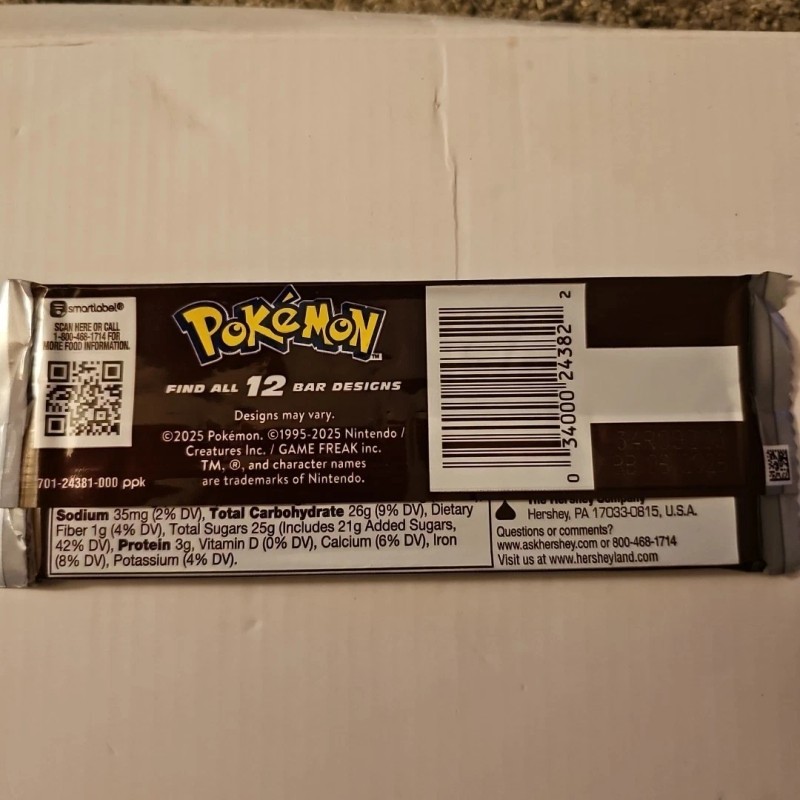 smartlabel®
SCAN HERE OR CALL
1-800-468-1714 FOR
MORE FOOD INFORMATION.
701-24381-000 ppk
POKéMON
TM
FIND ALL 12 BAR DESIGNS
Designs may vary.
©2025 Pokémon. ©1995-2025 Nintendo /
Creatures Inc. / GAME FREAK inc.
TM, ®, and character names
are trademarks of Nintendo.
0 34000 24382 2
Sodium 35mg (2% DV), Total Carbohydrate 26g (9% DV), Dietary
Fiber 1g (4% DV), Total Sugars 25g (Includes 21g Added Sugars,
42% DV), Protein 3g, Vitamin D (0% DV), Calcium (6% DV), Iron
(8% DV), Potassium (4% DV).
The Hershey Company
Hershey, PA 17033-0815, U.S.A.
Questions or comments?
www.askhershey.com or 800-468-1714
Visit us at www.hersheyland.com